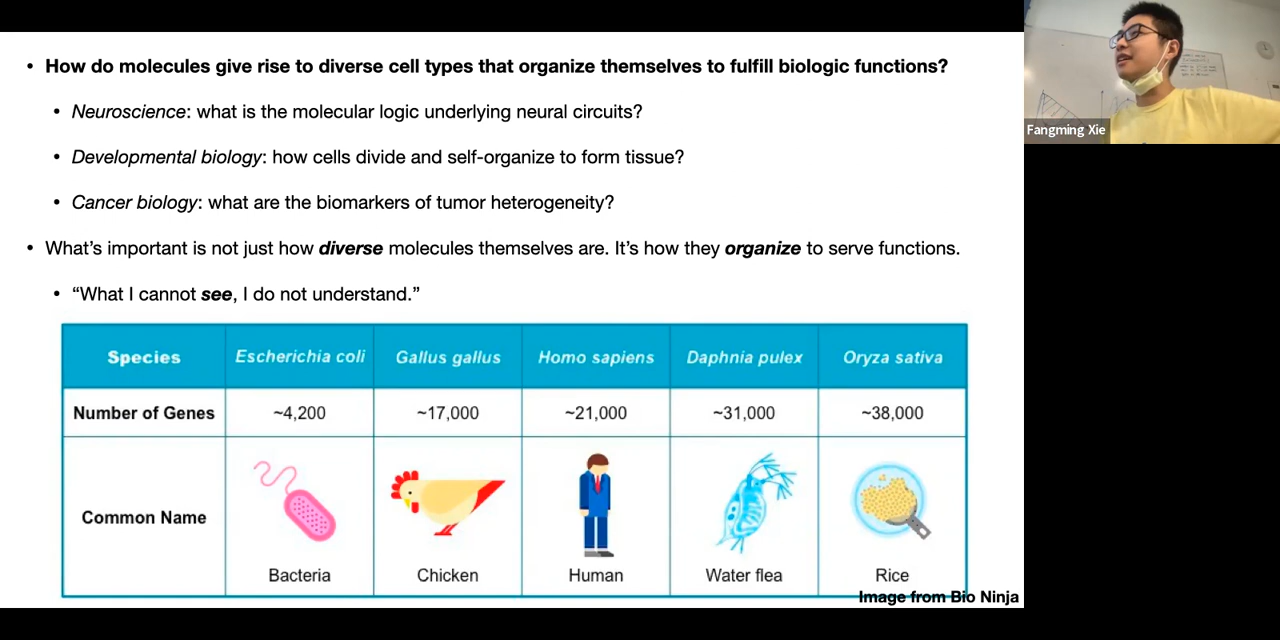 • How do molecules give rise to diverse cell types that organize themselves to fulfill biologic functions?
• Neuroscience: what is the molecular logic underlying neural circuits?
• Developmental biology: how cells divide and self-organize to form tissue?
• Cancer biology: what are the biomarkers of tumor heterogeneity?
• What's important is not just how diverse molecules themselves are. It's how they organize to serve functions.
• “What I cannot see, I do not understand.”
Species Escherichia coli Gallus gallus Homo sapiens Daphnia pulex Oryza sativa
Number of Genes ~4,200 ~17,000 ~21,000 ~31,000 ~38,000
Common Name
Bacteria Chicken Human Water flea Rice
Image from Bio Ninja
Fangming Xie